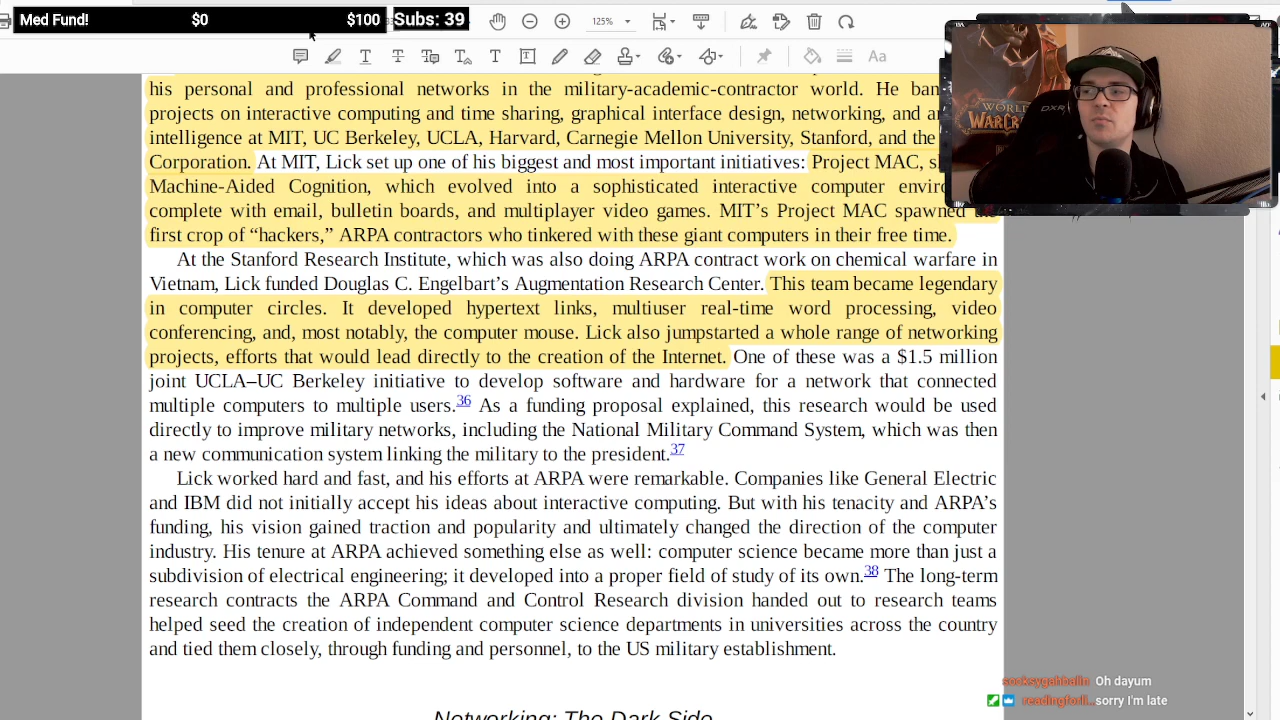 Med Fund! $0 $100 Subs: 39
125%
Aa
his personal and professional networks in the military-academic-contractor world. He
projects on interactive computing and time sharing, graphical interface design, networking, and
intelligence at MIT, UC Berkeley, UCLA, Harvard, Carnegie Mellon University, Stanford, and the
Corporation. At MIT, Lick set up one of his biggest and most important initiatives: Project MAC,
Machine-Aided Cognition, which evolved into a sophisticated interactive computer
complete with email, bulletin boards, and multiplayer video games. MIT’s Project MAC spawned the
first crop of “hackers,” ARPA contractors who tinkered with these giant computers in their free time.
At the Stanford Research Institute, which was also doing ARPA contract work on chemical warfare in
Vietnam, Lick funded Douglas C. Engelbart’s Augmentation Research Center. This team became legendary
in computer circles. It developed hypertext links, multiuser real-time word processing, video
conferencing, and, most notably, the computer mouse. Lick also jumpstarted a whole range of networking
projects, efforts that would lead directly to the creation of the Internet. One of these was a $1.5 million
joint UCLA–UC Berkeley initiative to develop software and hardware for a network that connected
multiple computers to multiple users.36 As a funding proposal explained, this research would be used
directly to improve military networks, including the National Military Command System, which was then
a new communication system linking the military to the president.37
Lick worked hard and fast, and his efforts at ARPA were remarkable. Companies like General Electric
and IBM did not initially accept his ideas about interactive computing. But with his tenacity and ARPA’s
funding, his vision gained traction and popularity and ultimately changed the direction of the computer
industry. His tenure at ARPA achieved something else as well: computer science became more than just a
subdivision of electrical engineering; it developed into a proper field of study of its own.38 The long-term
research contracts the ARPA Command and Control Research division handed out to research teams
helped seed the creation of independent computer science departments in universities across the country
and tied them closely, through funding and personnel, to the US military establishment.
Networking: The Dark Side
WORLD
WARCRAFT
DXR
Oh dayum
sorry I'm late